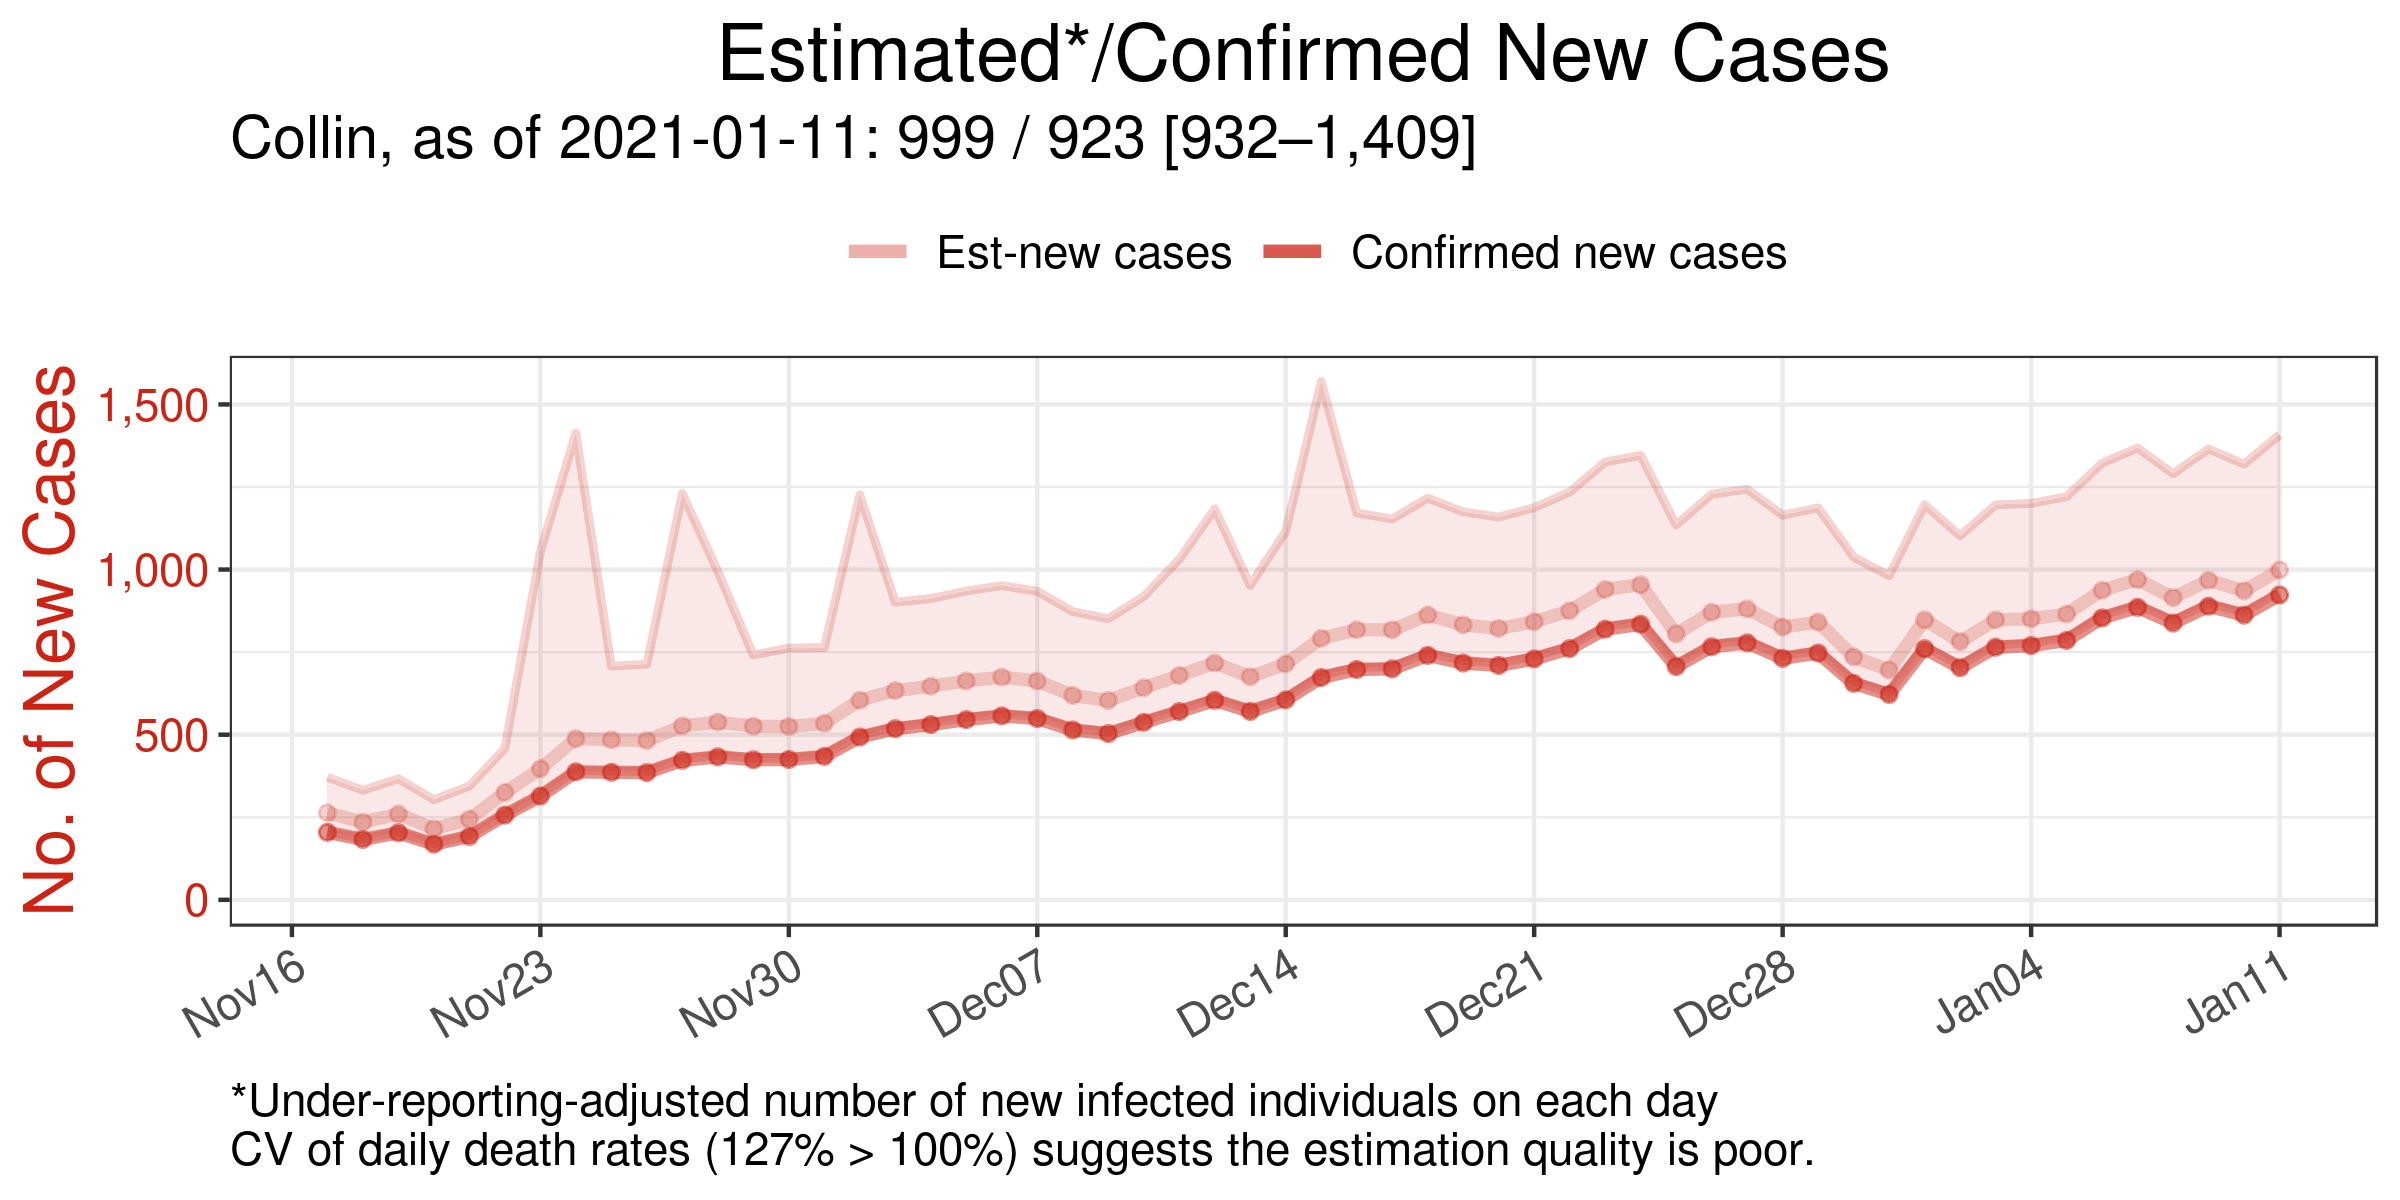 Estimated*/Confirmed New Cases
Collin, as of 2021-01-11: 999 / 923 [932–1,409]
Est-new cases Confirmed new cases
No. of New Cases
1,500
1,000
500
0
Nov16 Nov23 Nov30 Dec07 Dec14 Dec21 Dec28 Jan04 Jan11
*Under-reporting-adjusted number of new infected individuals on each day
CV of daily death rates (127% > 100%) suggests the estimation quality is poor.